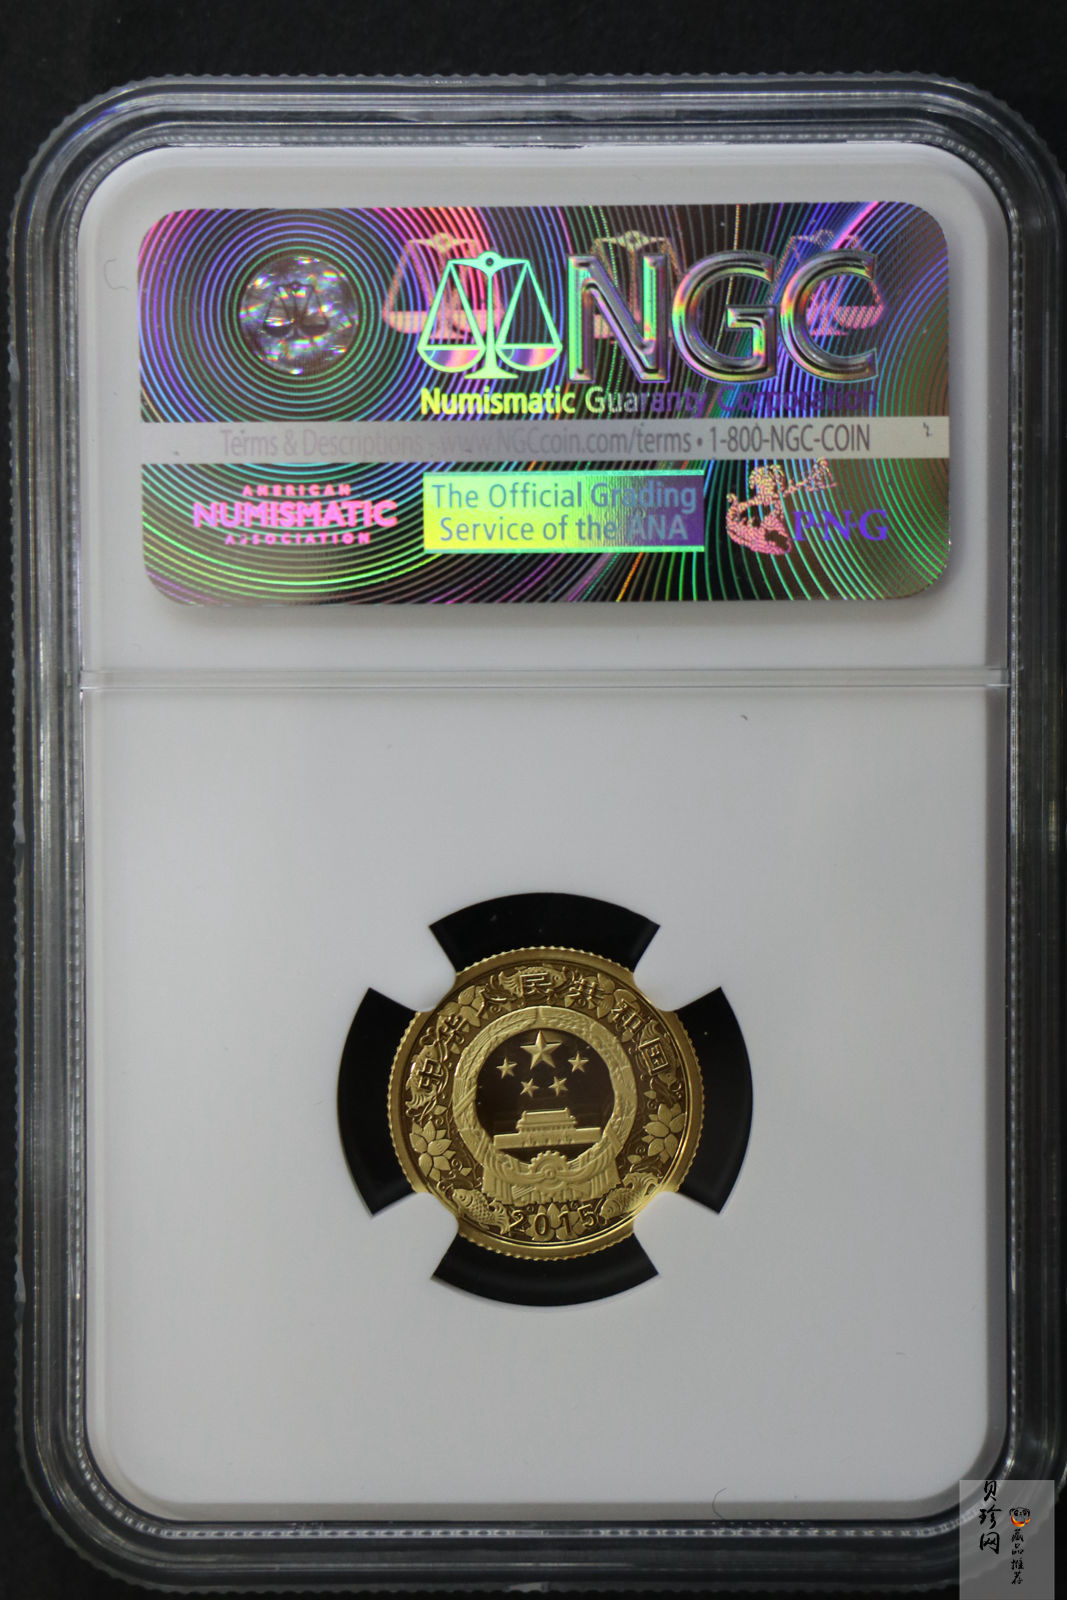 NGC
Numismatic Guaranty Corporation
Terms & Descriptions - www.NGCcoin.com/terms • 1-800-NGC-COIN
AMERICAN
NUMISMATIC
ASSOCIATION
The Official Grading
Service of the ANA
P·N·G
中华人民共和国
2015
贝珍网
藏品推荐